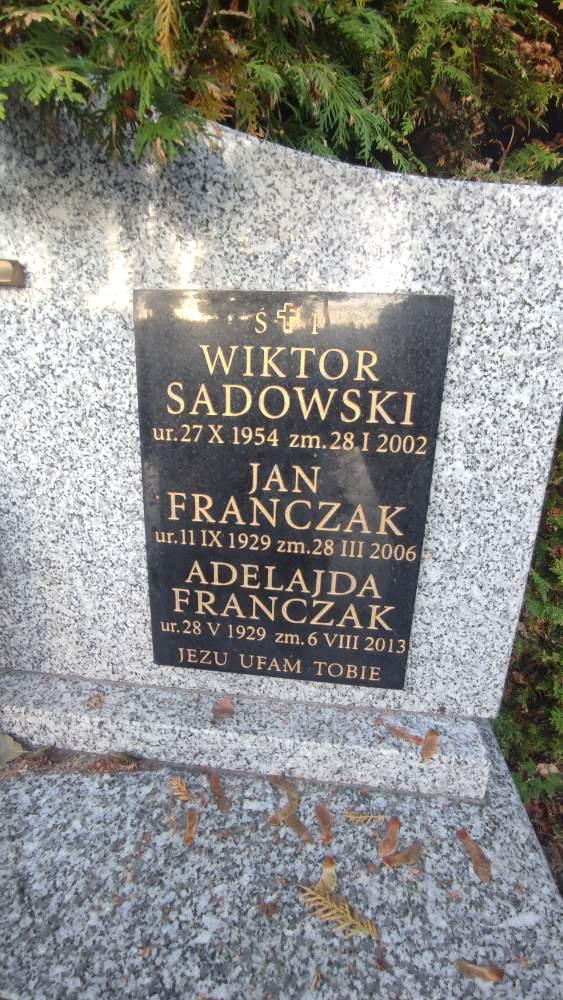 Ś P
WIKTOR
SADOWSKI
ur.27 X 1954 zm.28 I 2002
JAN
FRANCZAK
ur.11 IX 1929 zm.28 III 2006
ADELAJDA
FRANCZAK
ur.28 V 1929 zm.6 VIII 2013
JEZU UFAM TOBIE